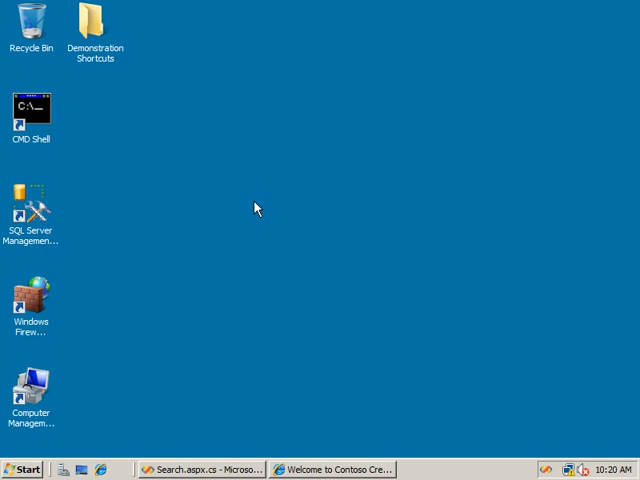 Recycle Bin
Demonstration
Shortcuts
C:\_
CMD Shell
SQL Server
Managemen...
Windows
Firew...
Computer
Managem...
Start
Search.aspx.cs - Microso...
Welcome to Contoso Cre...
10:20 AM